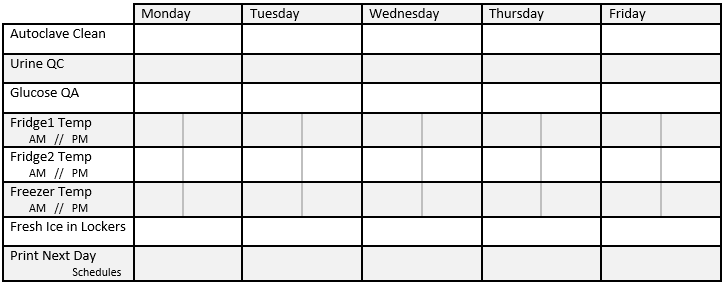 Monday Tuesday Wednesday Thursday Friday
Autoclave Clean
Urine QC
Glucose QA
Fridge1 Temp
AM // PM
Fridge2 Temp
AM // PM
Freezer Temp
AM // PM
Fresh Ice in Lockers
Print Next Day
Schedules